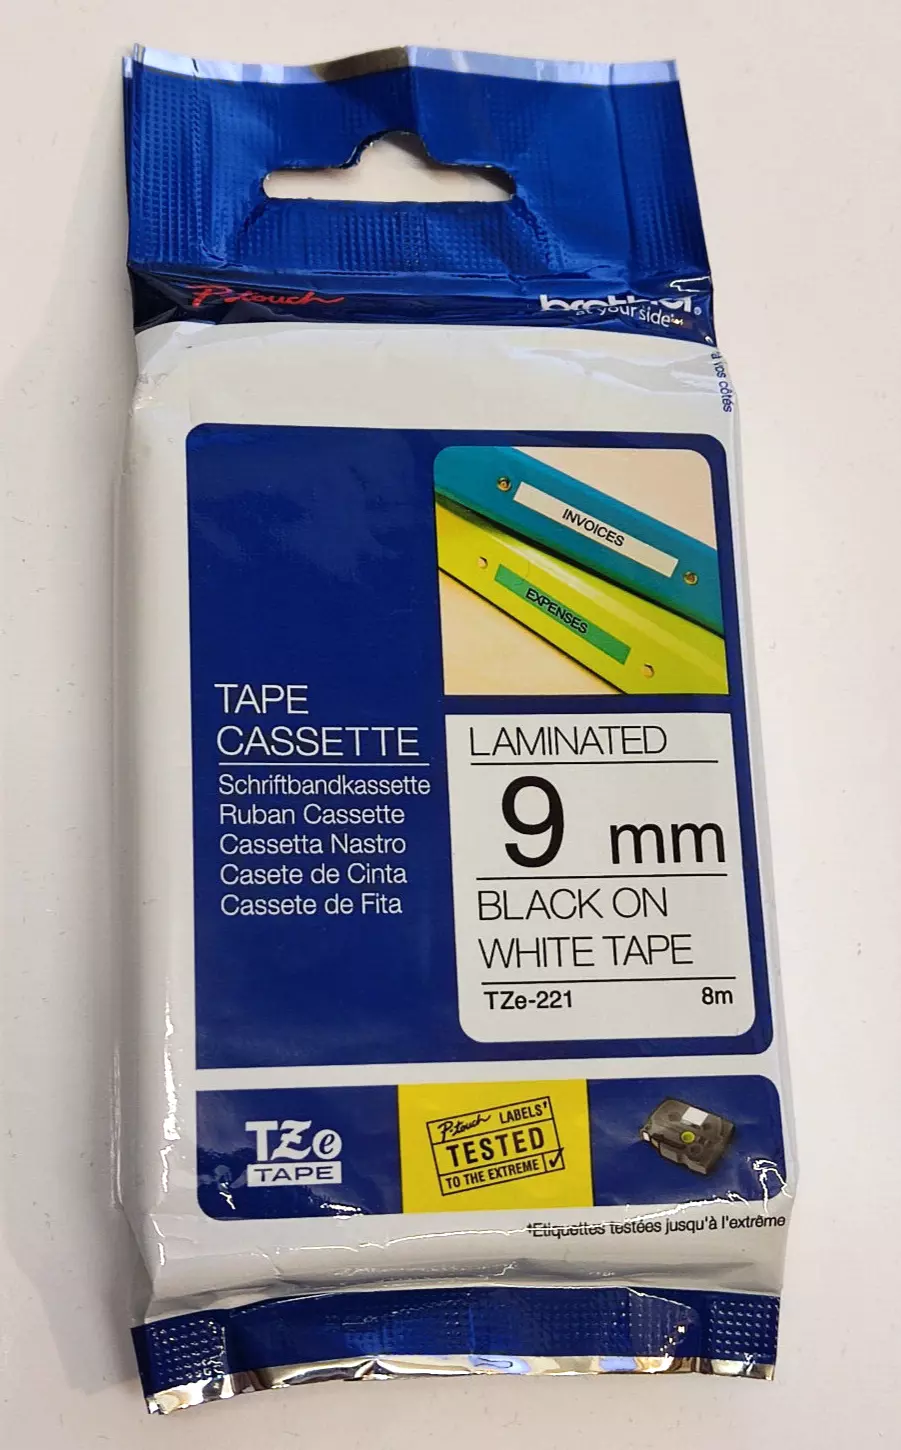 P-touch
brother
at your side
à vos côtés
INVOICES
EXPENSES
TAPE
CASSETTE
Schriftbandkassette
Ruban Cassette
Cassetta Nastro
Casete de Cinta
Cassete de Fita
LAMINATED
9 mm
BLACK ON
WHITE TAPE
TZe-221 8m
TZe
TAPE
P-touch LABELS*
TESTED
TO THE EXTREME
*Etiquettes testées jusqu'à l'extrême